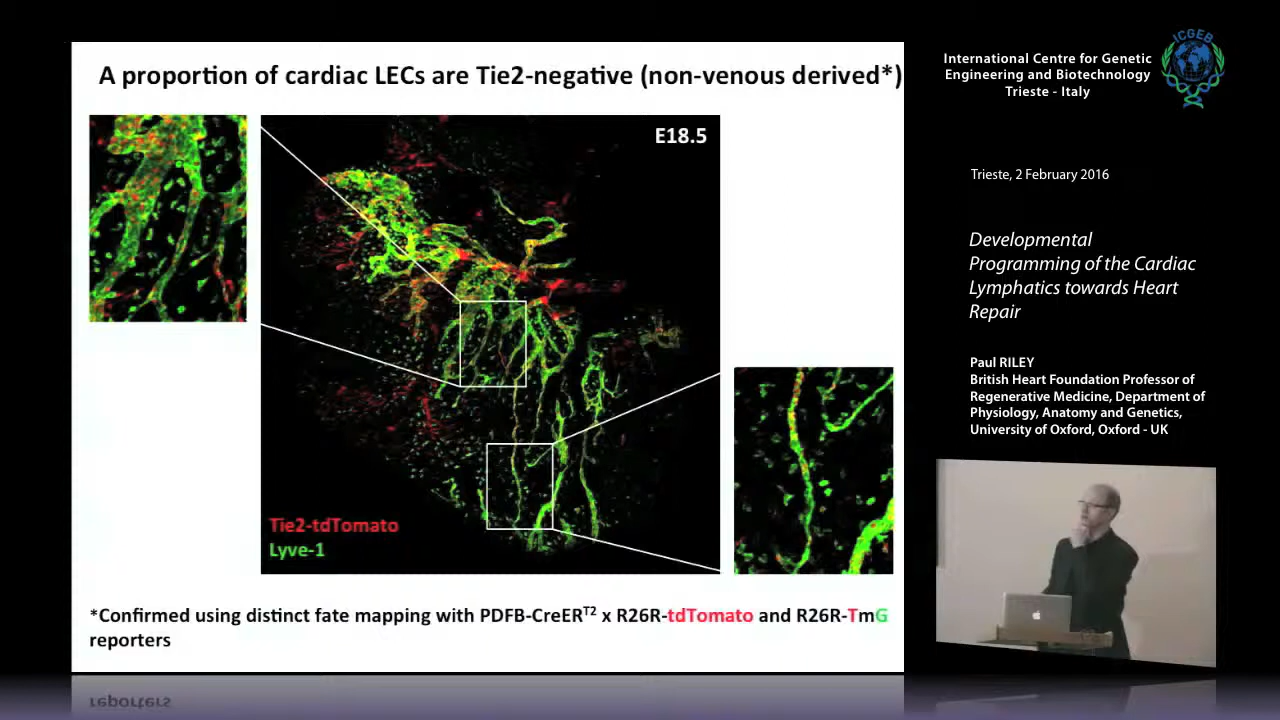 A proportion of cardiac LECs are Tie2-negative (non-venous derived*)
E18.5
Tie2-tdTomato
Lyve-1
*Confirmed using distinct fate mapping with PDFB-CreERT2 x R26R-tdTomato and R26R-TmG
reporters
reporters
International Centre for Genetic
Engineering and Biotechnology
Trieste - Italy
ICGEB
Trieste, 2 February 2016
Developmental
Programming of the Cardiac
Lymphatics towards Heart
Repair
Paul RILEY
British Heart Foundation Professor of
Regenerative Medicine, Department of
Physiology, Anatomy and Genetics,
University of Oxford, Oxford - UK